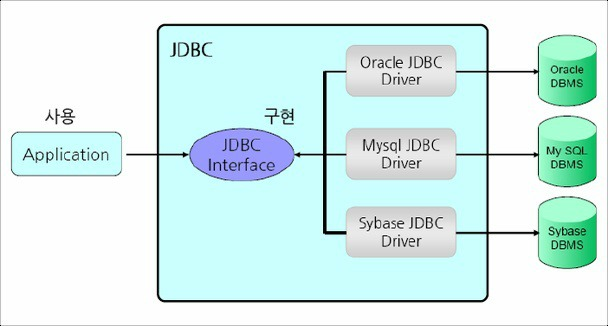 JDBC
사용
Application
JDBC
Interface
구현
Oracle JDBC
Driver
Mysql JDBC
Driver
Sybase JDBC
Driver
Oracle
DBMS
My SQL
DBMS
Sybase
DBMS